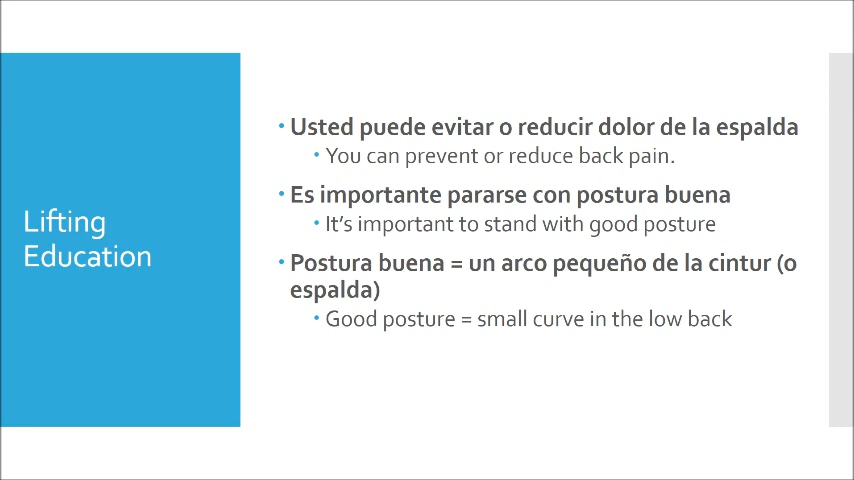 Lifting
Education
• Usted puede evitar o reducir dolor de la espalda
• You can prevent or reduce back pain.
• Es importante pararse con postura buena
• It’s important to stand with good posture
• Postura buena = un arco pequeño de la cintur (o
espalda)
• Good posture = small curve in the low back